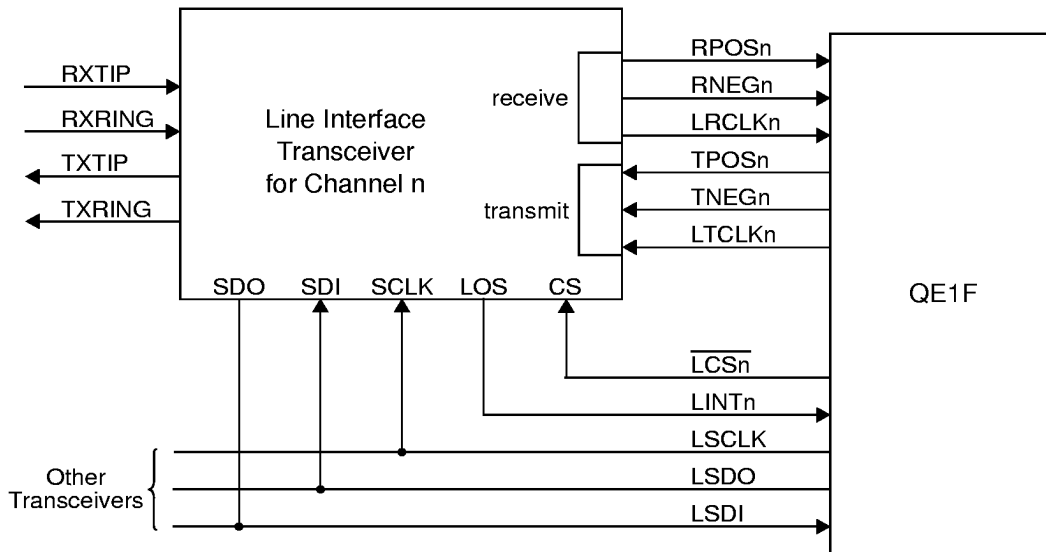 RXTIP
RXRING
TXTIP
TXRING
Line Interface
Transceiver
for Channel n
receive
transmit
SDO SDI SCLK LOS CS
RPOSn
RNEGn
LRCLKn
TPOSn
TNEGn
LTCLKn
QE1F
LCSn
LINTn
LSCLK
LSDO
LSDI
Other
Transceivers